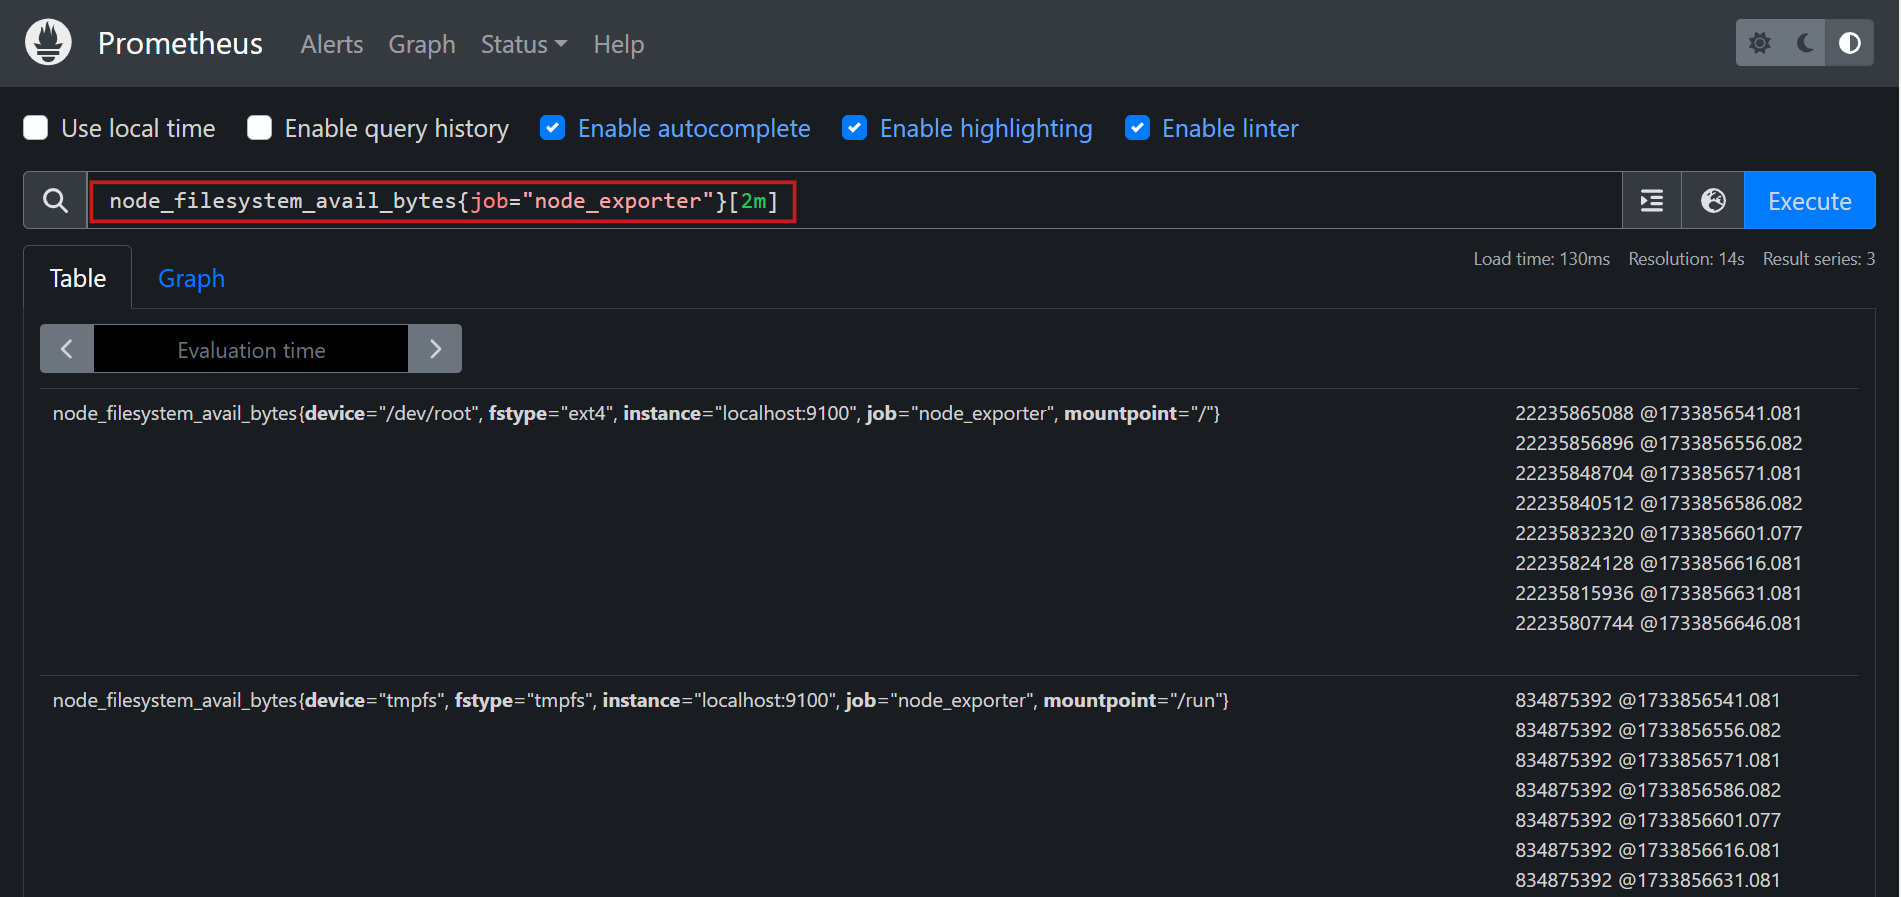 Prometheus Alerts Graph Status Help
Use local time Enable query history Enable autocomplete Enable highlighting Enable linter
node_filesystem_avail_bytes{job="node_exporter"}[2m] Execute
Table Graph Load time: 130ms Resolution: 14s Result series: 3
Evaluation time
node_filesystem_avail_bytes{device="/dev/root", fstype="ext4", instance="localhost:9100", job="node_exporter", mountpoint="/"} 22235865088 @1733856541.081
22235856896 @1733856556.082
22235848704 @1733856571.081
22235840512 @1733856586.082
22235832320 @1733856601.077
22235824128 @1733856616.081
22235815936 @1733856631.081
22235807744 @1733856646.081
node_filesystem_avail_bytes{device="tmpfs", fstype="tmpfs", instance="localhost:9100", job="node_exporter", mountpoint="/run"} 834875392 @1733856541.081
834875392 @1733856556.082
834875392 @1733856571.081
834875392 @1733856586.082
834875392 @1733856601.077
834875392 @1733856616.081
834875392 @1733856631.081